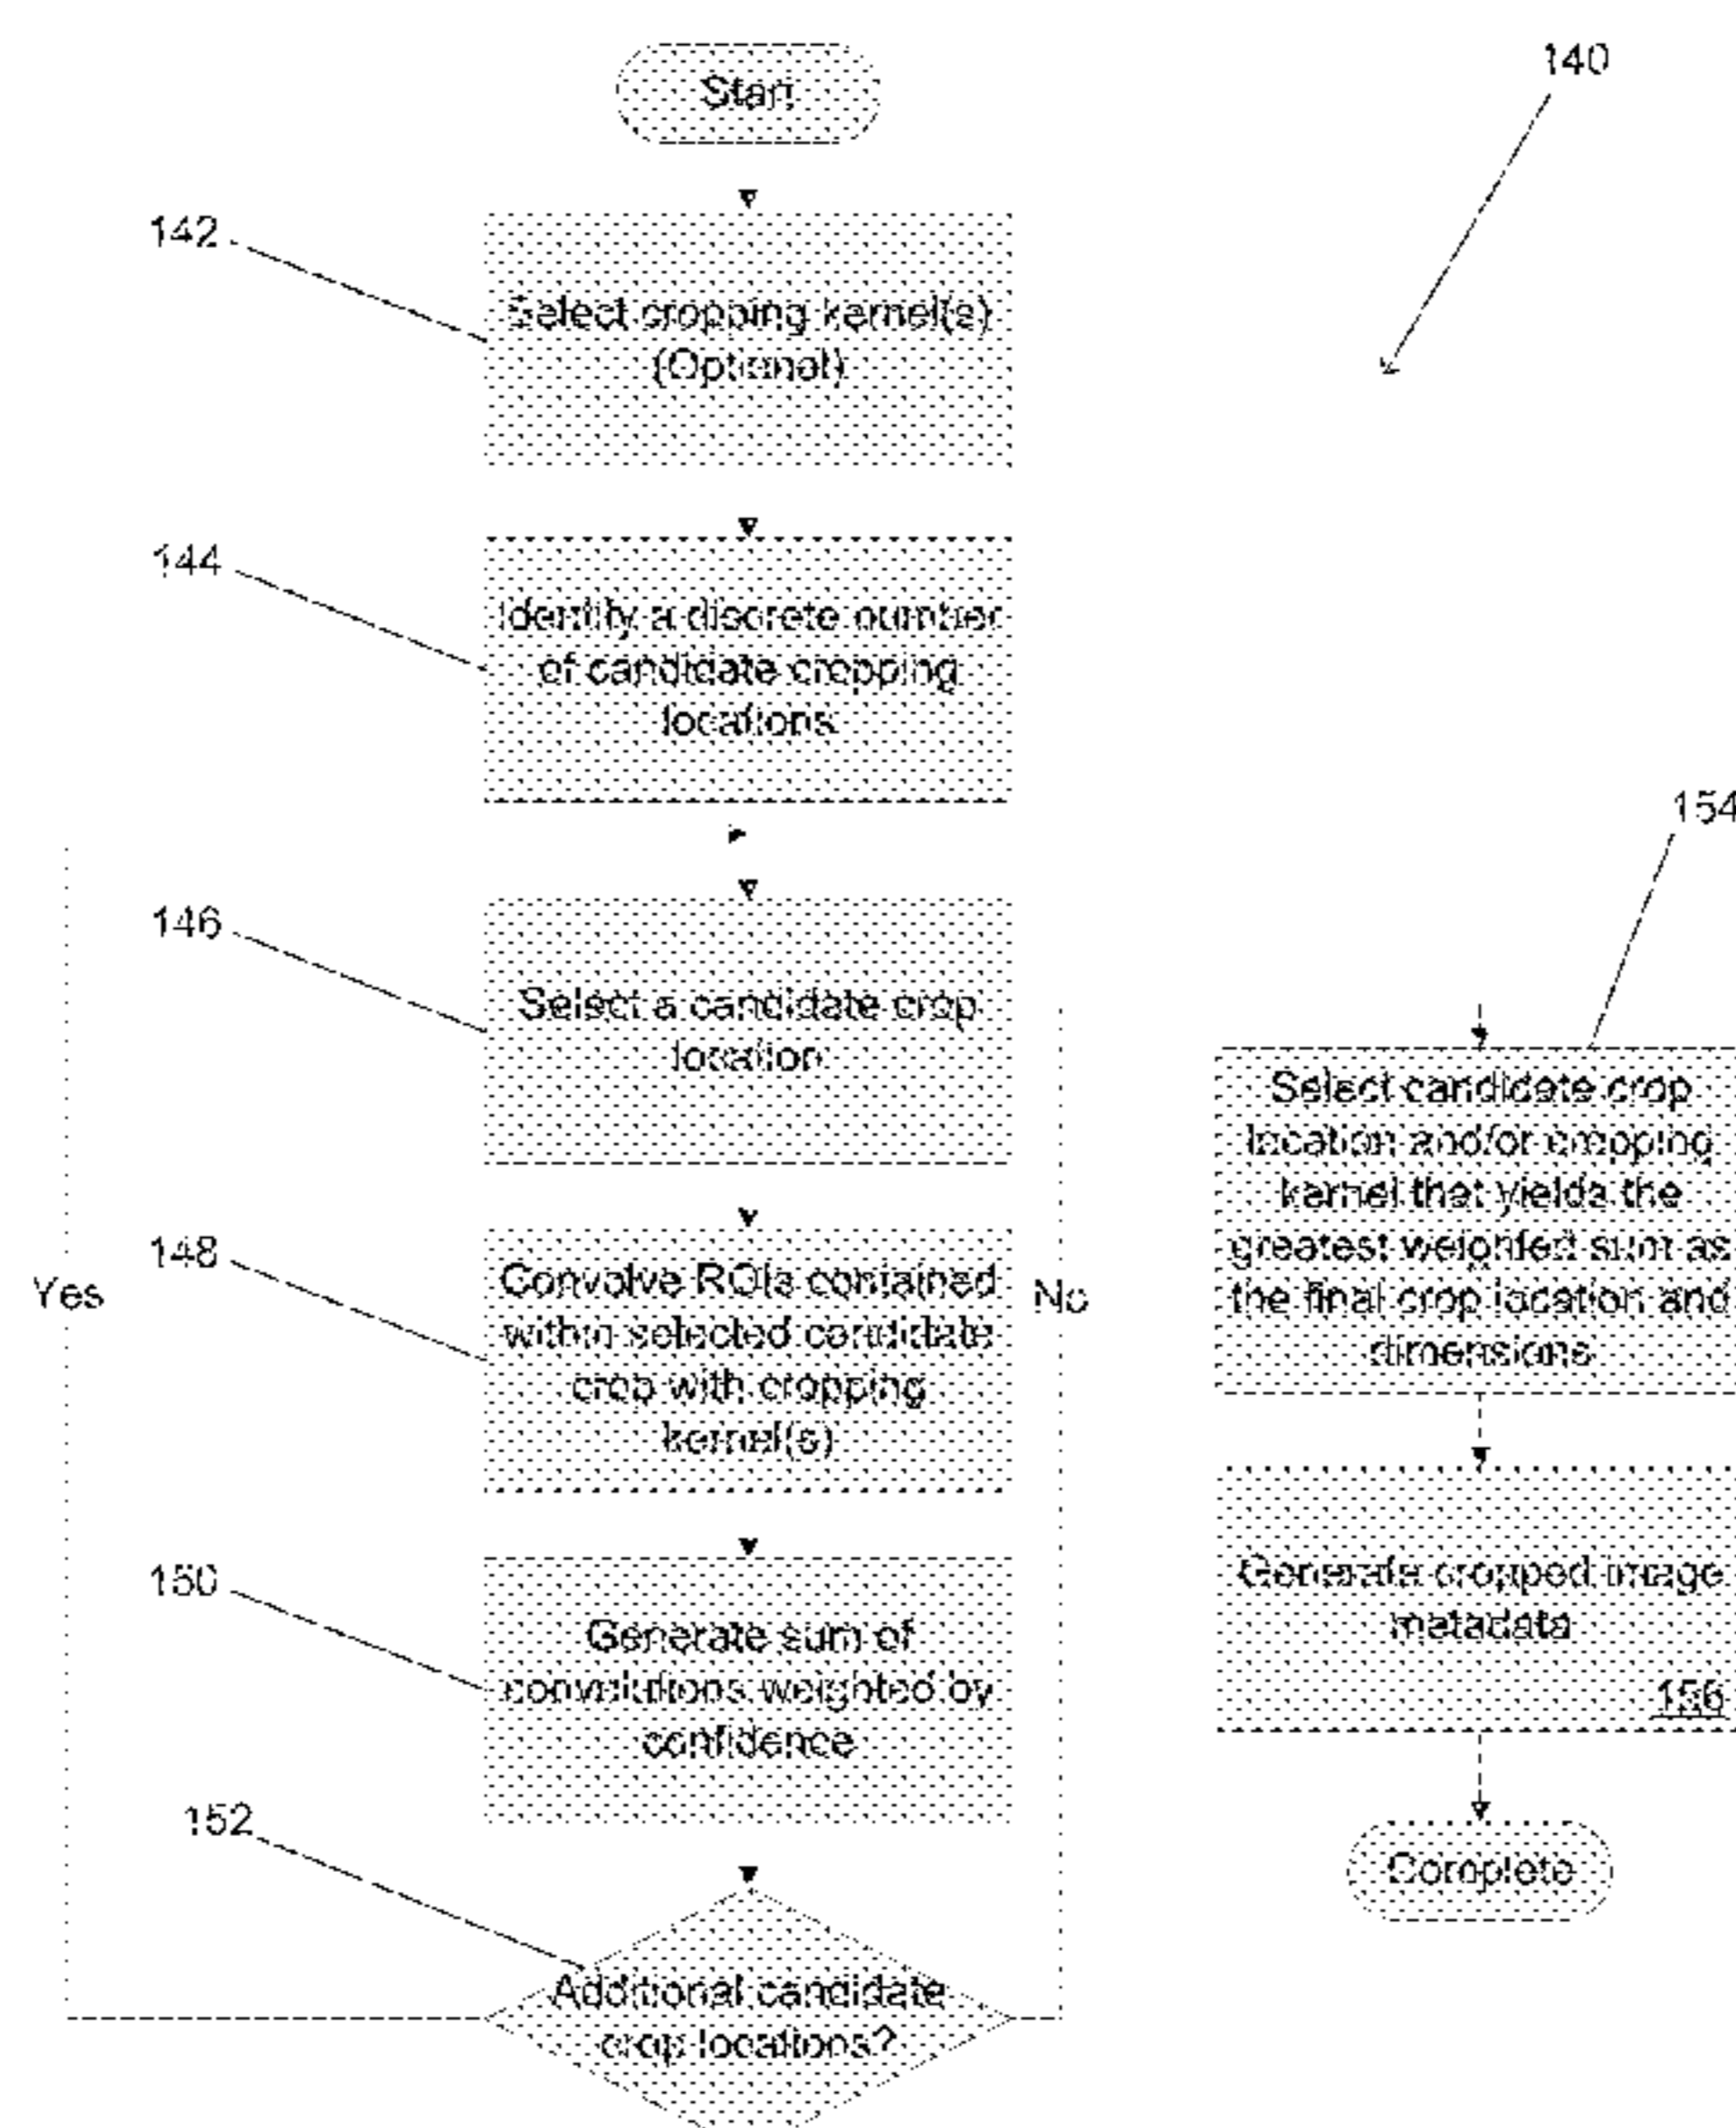 Start
140
142
Select cropping kernel(s)
(Optional)
144
Identify a discrete number
of candidate cropping
locations
146
Select a candidate crop
location
148
Convolve ROIs contained
within selected candidate
crop with cropping
kernel(s)
Yes
No
150
Generate sum of
convolutions weighted by
confidence
152
Additional candidate
crop locations?
154
Select candidate crop
location and/or cropping
kernel that yields the
greatest weighted sum as
the final crop location and
dimensions
Generate cropped image
metadata
156
Complete